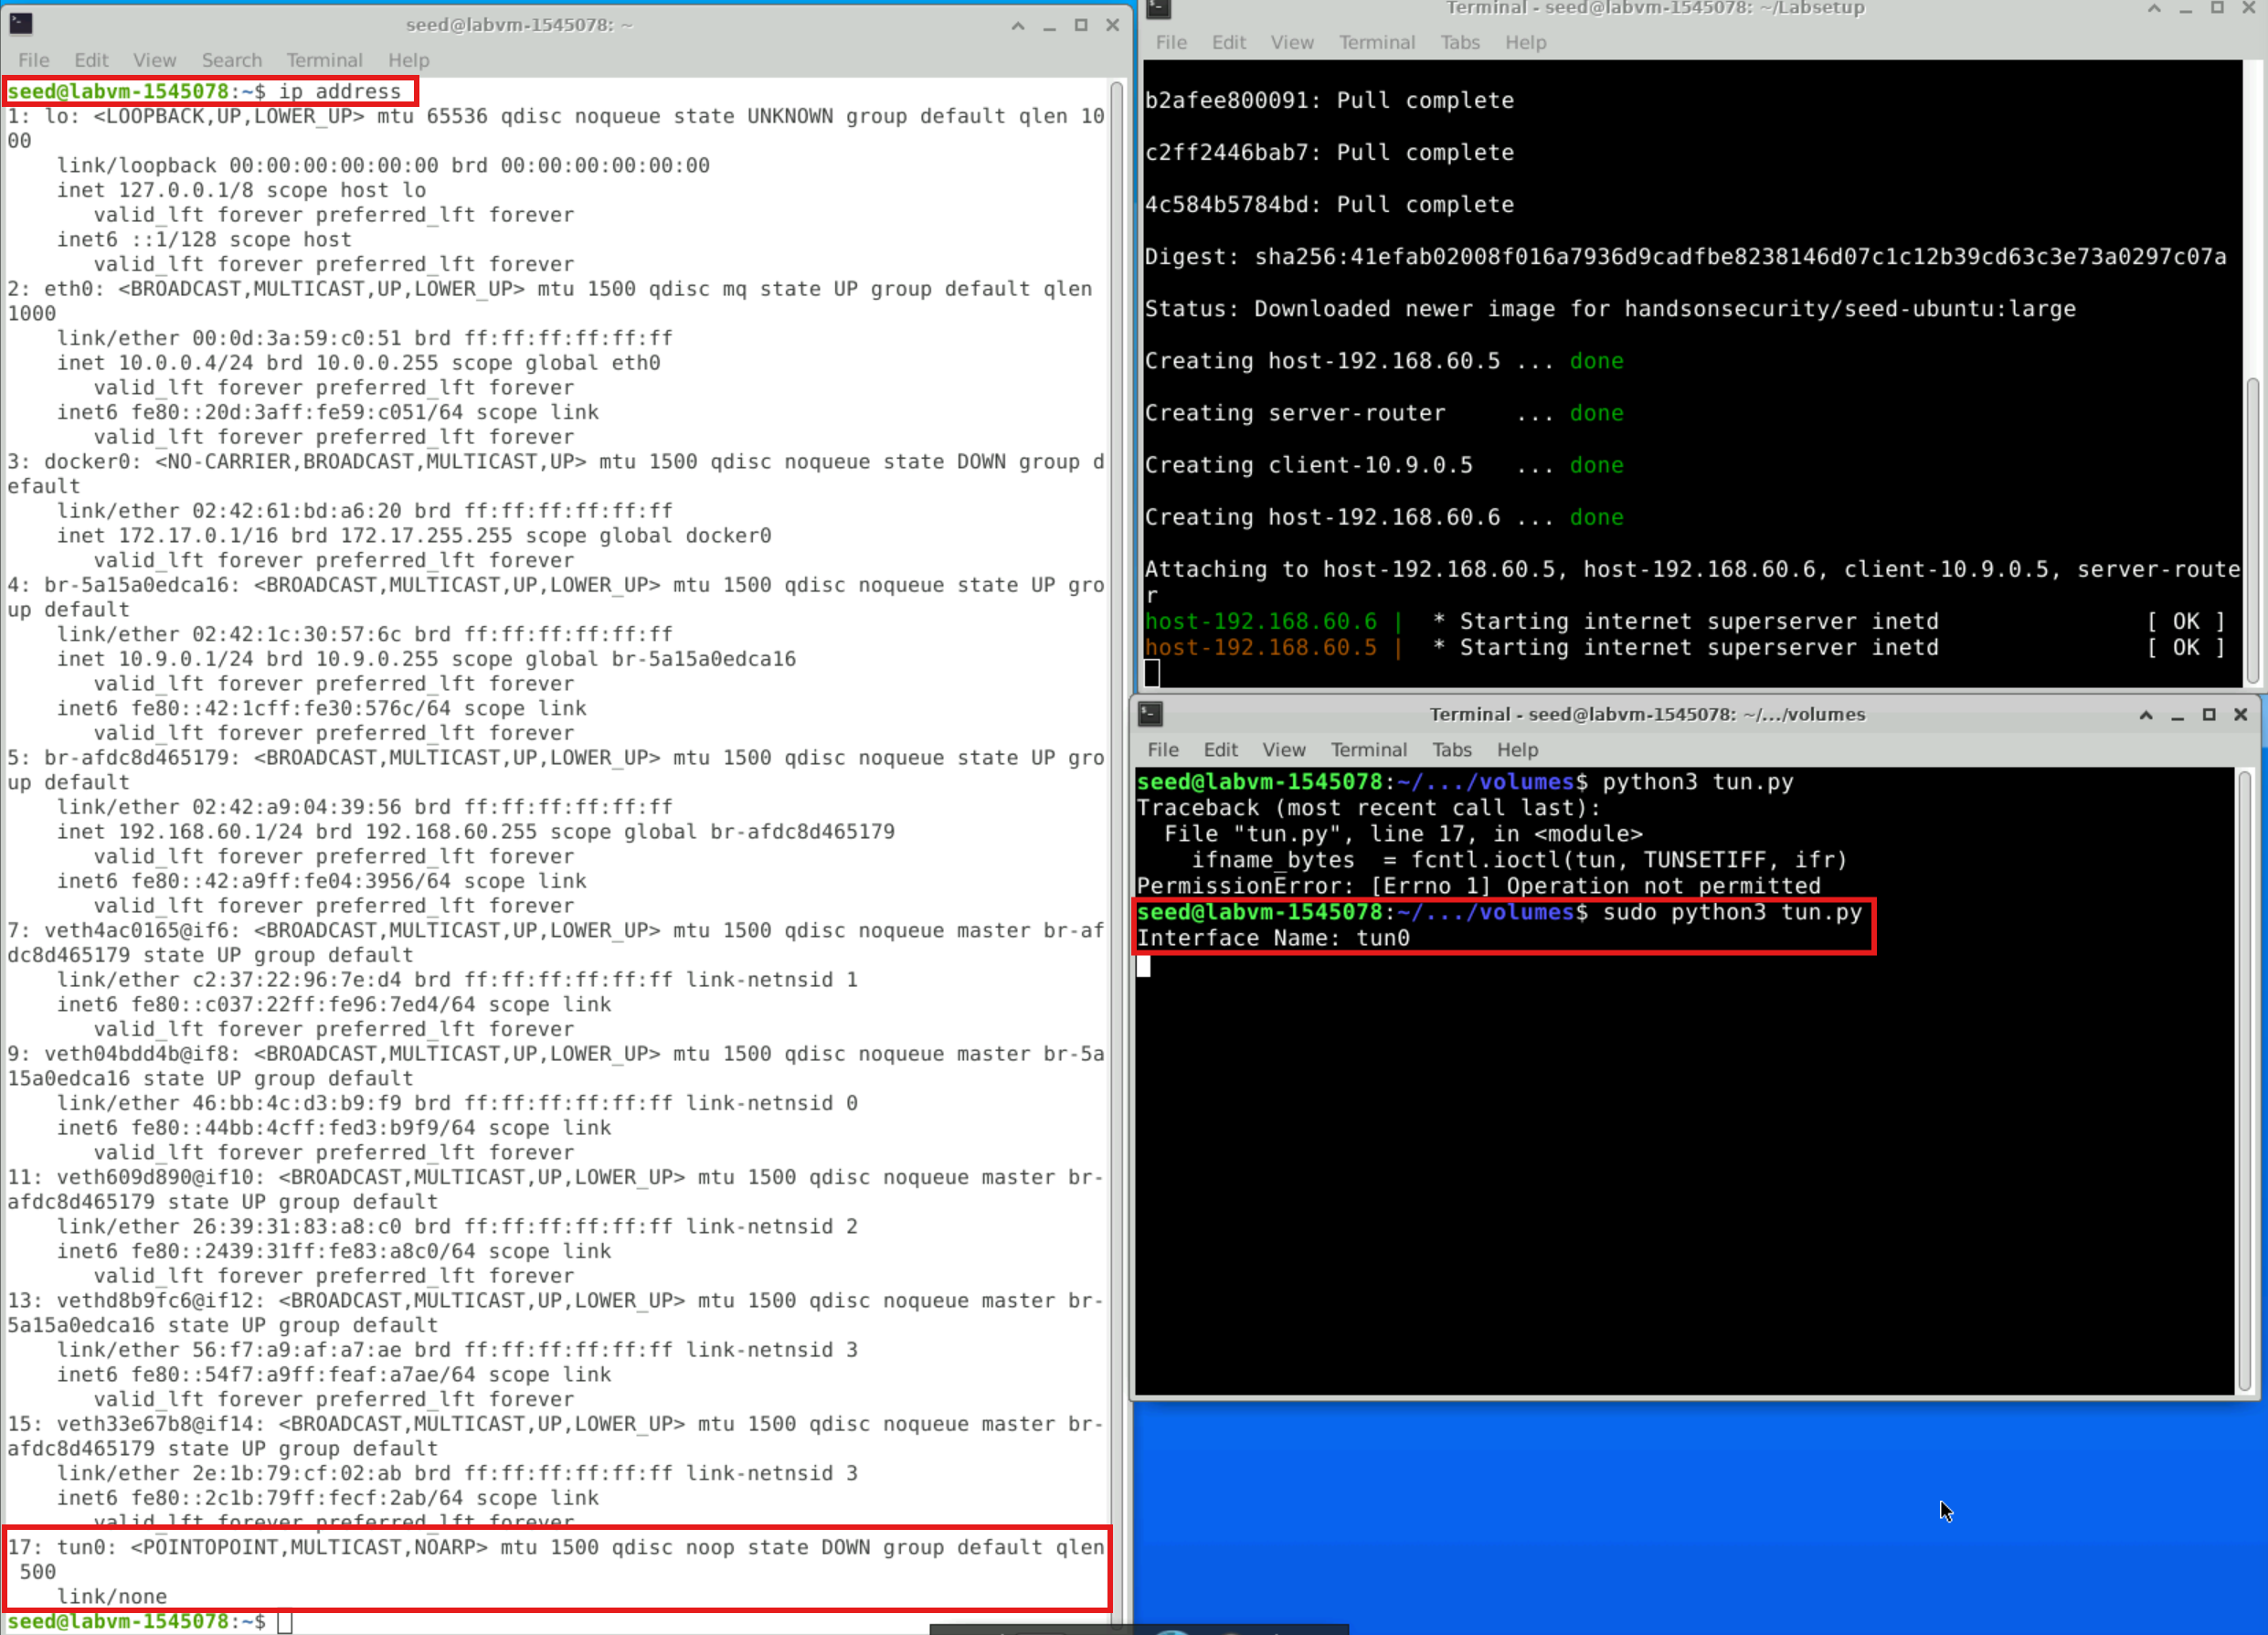 seed@labvm-1545078: ~
File Edit View Search Terminal Help
seed@labvm-1545078:~$ ip address
1: lo: <LOOPBACK,UP,LOWER_UP> mtu 65536 qdisc noqueue state UNKNOWN group default qlen 10
00
link/loopback 00:00:00:00:00:00 brd 00:00:00:00:00:00
inet 127.0.0.1/8 scope host lo
valid_lft forever preferred_lft forever
inet6 ::1/128 scope host
valid_lft forever preferred_lft forever
2: eth0: <BROADCAST,MULTICAST,UP,LOWER_UP> mtu 1500 qdisc mq state UP group default qlen
1000
link/ether 00:0d:3a:59:c0:51 brd ff:ff:ff:ff:ff:ff
inet 10.0.0.4/24 brd 10.0.0.255 scope global eth0
valid_lft forever preferred_lft forever
inet6 fe80::20d:3aff:fe59:c051/64 scope link
valid_lft forever preferred_lft forever
3: docker0: <NO-CARRIER,BROADCAST,MULTICAST,UP> mtu 1500 qdisc noqueue state DOWN group d
efault
link/ether 02:42:61:bd:a6:20 brd ff:ff:ff:ff:ff:ff
inet 172.17.0.1/16 brd 172.17.255.255 scope global docker0
valid_lft forever preferred_lft forever
4: br-5a15a0edca16: <BROADCAST,MULTICAST,UP,LOWER_UP> mtu 1500 qdisc noqueue state UP gro
up default
link/ether 02:42:1c:30:57:6c brd ff:ff:ff:ff:ff:ff
inet 10.9.0.1/24 brd 10.9.0.255 scope global br-5a15a0edca16
valid_lft forever preferred_lft forever
inet6 fe80::42:1cff:fe30:576c/64 scope link
valid_lft forever preferred_lft forever
5: br-afdc8d465179: <BROADCAST,MULTICAST,UP,LOWER_UP> mtu 1500 qdisc noqueue state UP gro
up default
link/ether 02:42:a9:04:39:56 brd ff:ff:ff:ff:ff:ff
inet 192.168.60.1/24 brd 192.168.60.255 scope global br-afdc8d465179
valid_lft forever preferred_lft forever
inet6 fe80::42:a9ff:fe04:3956/64 scope link
valid_lft forever preferred_lft forever
7: veth4ac0165@if6: <BROADCAST,MULTICAST,UP,LOWER_UP> mtu 1500 qdisc noqueue master br-af
dc8d465179 state UP group default
link/ether c2:37:22:96:7e:d4 brd ff:ff:ff:ff:ff:ff link-netnsid 1
inet6 fe80::c037:22ff:fe96:7ed4/64 scope link
valid_lft forever preferred_lft forever
9: veth04bdd4b@if8: <BROADCAST,MULTICAST,UP,LOWER_UP> mtu 1500 qdisc noqueue master br-5a
15a0edca16 state UP group default
link/ether 46:bb:4c:d3:b9:f9 brd ff:ff:ff:ff:ff:ff link-netnsid 0
inet6 fe80::44bb:4cff:fed3:b9f9/64 scope link
valid_lft forever preferred_lft forever
11: veth609d890@if10: <BROADCAST,MULTICAST,UP,LOWER_UP> mtu 1500 qdisc noqueue master br-
afdc8d465179 state UP group default
link/ether 26:39:31:83:a8:c0 brd ff:ff:ff:ff:ff:ff link-netnsid 2
inet6 fe80::2439:31ff:fe83:a8c0/64 scope link
valid_lft forever preferred_lft forever
13: vethd8b9fc6@if12: <BROADCAST,MULTICAST,UP,LOWER_UP> mtu 1500 qdisc noqueue master br-
5a15a0edca16 state UP group default
link/ether 56:f7:a9:af:a7:ae brd ff:ff:ff:ff:ff:ff link-netnsid 3
inet6 fe80::54f7:a9ff:feaf:a7ae/64 scope link
valid_lft forever preferred_lft forever
15: veth33e67b8@if14: <BROADCAST,MULTICAST,UP,LOWER_UP> mtu 1500 qdisc noqueue master br-
afdc8d465179 state UP group default
link/ether 2e:1b:79:cf:02:ab brd ff:ff:ff:ff:ff:ff link-netnsid 3
inet6 fe80::2c1b:79ff:fecf:2ab/64 scope link
valid_lft forever preferred_lft forever
17: tun0: <POINTOPOINT,MULTICAST,NOARP> mtu 1500 qdisc noop state DOWN group default qlen
500
link/none
seed@labvm-1545078:~$
Terminal - seed@labvm-1545078: ~/Labsetup
File Edit View Terminal Tabs Help
b2afee800091: Pull complete
c2ff2446bab7: Pull complete
4c584b5784bd: Pull complete
Digest: sha256:41efab02008f016a7936d9cadfbe8238146d07c1c12b39cd63c3e73a0297c07a
Status: Downloaded newer image for handsonsecurity/seed-ubuntu:large
Creating host-192.168.60.5 ... done
Creating server-router ... done
Creating client-10.9.0.5 ... done
Creating host-192.168.60.6 ... done
Attaching to host-192.168.60.5, host-192.168.60.6, client-10.9.0.5, server-route
r
host-192.168.60.6 | * Starting internet superserver inetd [ OK ]
host-192.168.60.5 | * Starting internet superserver inetd [ OK ]
Terminal - seed@labvm-1545078: ~/.../volumes
File Edit View Terminal Tabs Help
seed@labvm-1545078:~/.../volumes$ python3 tun.py
Traceback (most recent call last):
File "tun.py", line 17, in <module>
ifname_bytes = fcntl.ioctl(tun, TUNSETIFF, ifr)
PermissionError: [Errno 1] Operation not permitted
seed@labvm-1545078:~/.../volumes$ sudo python3 tun.py
Interface Name: tun0